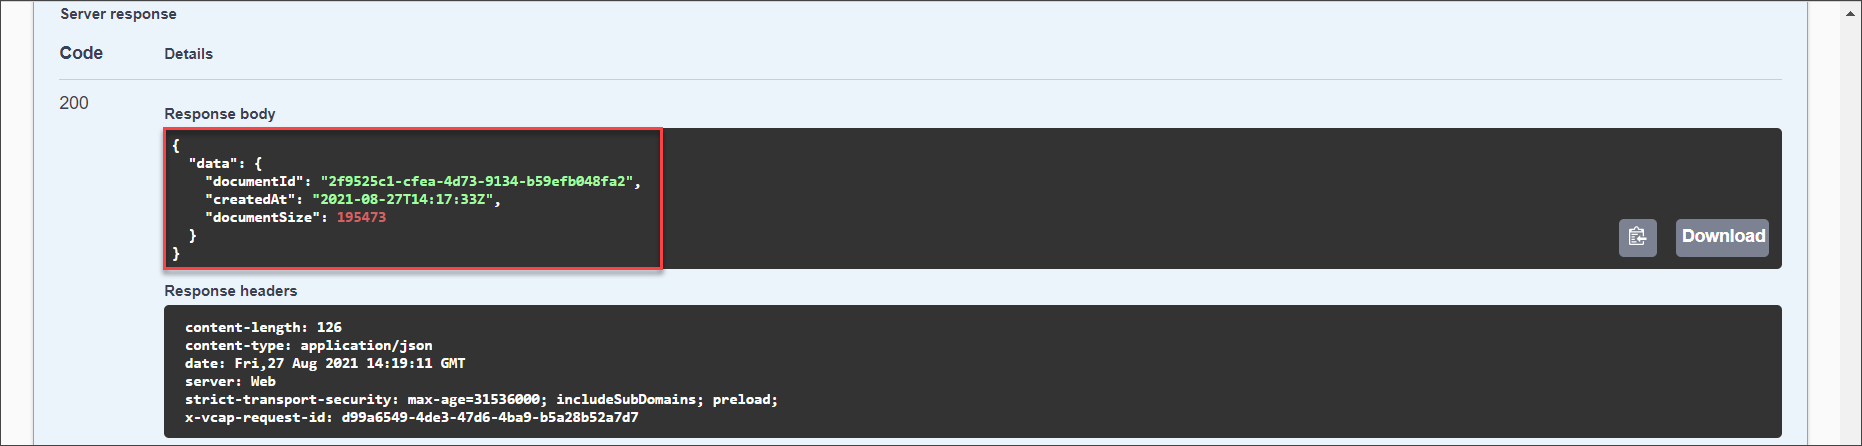 Server response
Code Details
200
Response body
{
  "data": {
    "documentId": "2f9525c1-cfea-4d73-9134-b59efb048fa2",
    "createdAt": "2021-08-27T14:17:33Z",
    "documentSize": 195473
  }
}
Download
Response headers
content-length: 126
content-type: application/json
date: Fri,27 Aug 2021 14:19:11 GMT
server: Web
strict-transport-security: max-age=31536000; includeSubDomains; preload;
x-vcap-request-id: d99a6549-4de3-47d6-4ba9-b5a28b52a7d7